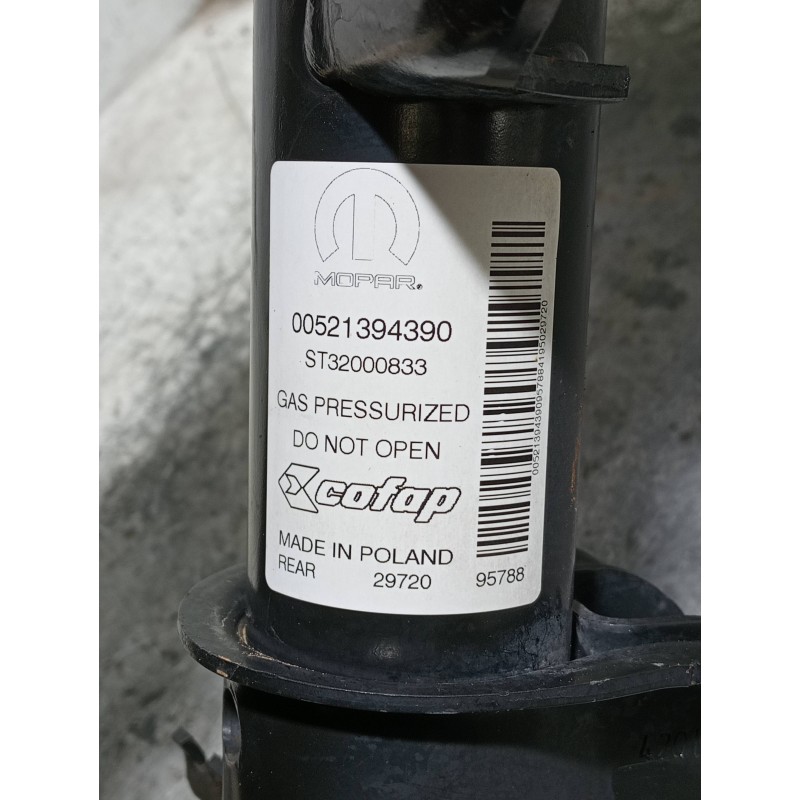 MOPAR®
00521394390
ST32000833
GAS PRESSURIZED
DO NOT OPEN
cofap
MADE IN POLAND
REAR 29720 95788